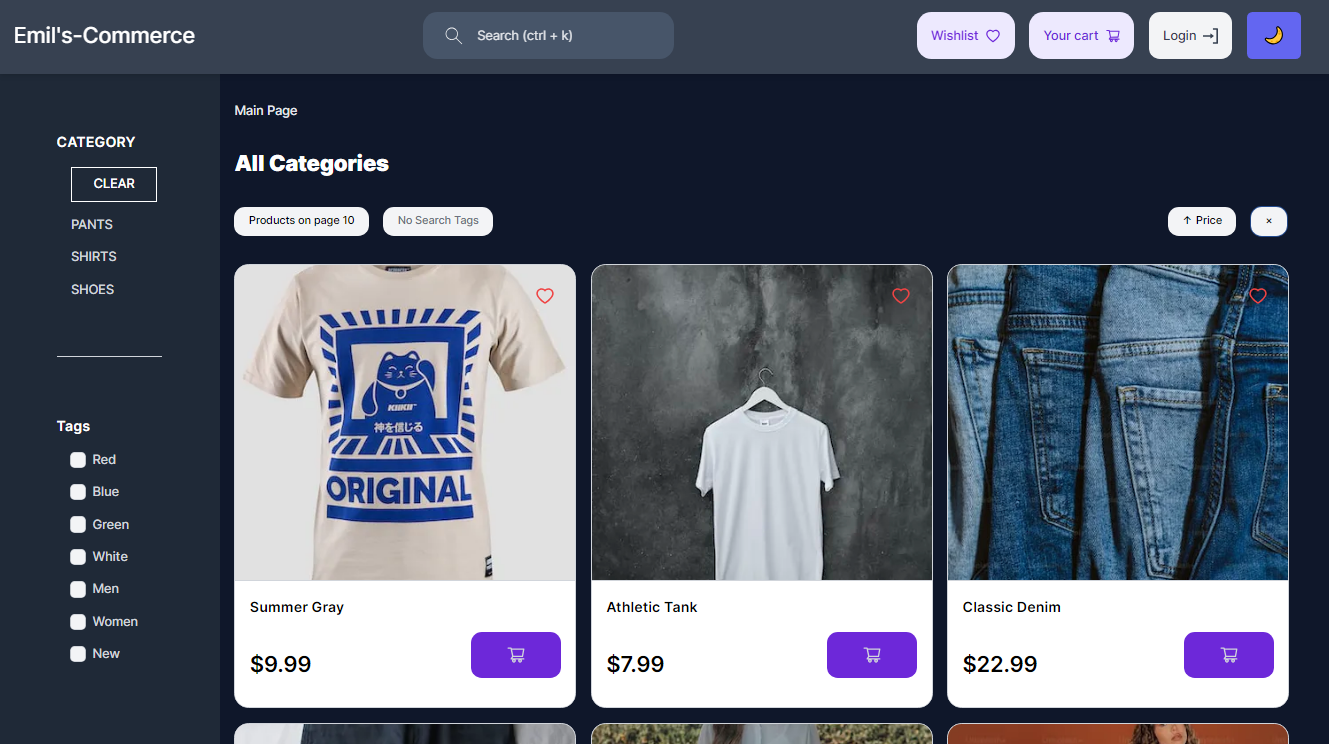 Emil's-Commerce
Search (ctrl + k)
Wishlist
Your cart
Login
Main Page
CATEGORY
CLEAR
PANTS
SHIRTS
SHOES
Tags
Red
Blue
Green
White
Men
Women
New
All Categories
Products on page 10
No Search Tags
↑ Price
×
KIIKII
神を信じる
ORIGINAL
Summer Gray
$9.99
Athletic Tank
$7.99
Classic Denim
$22.99